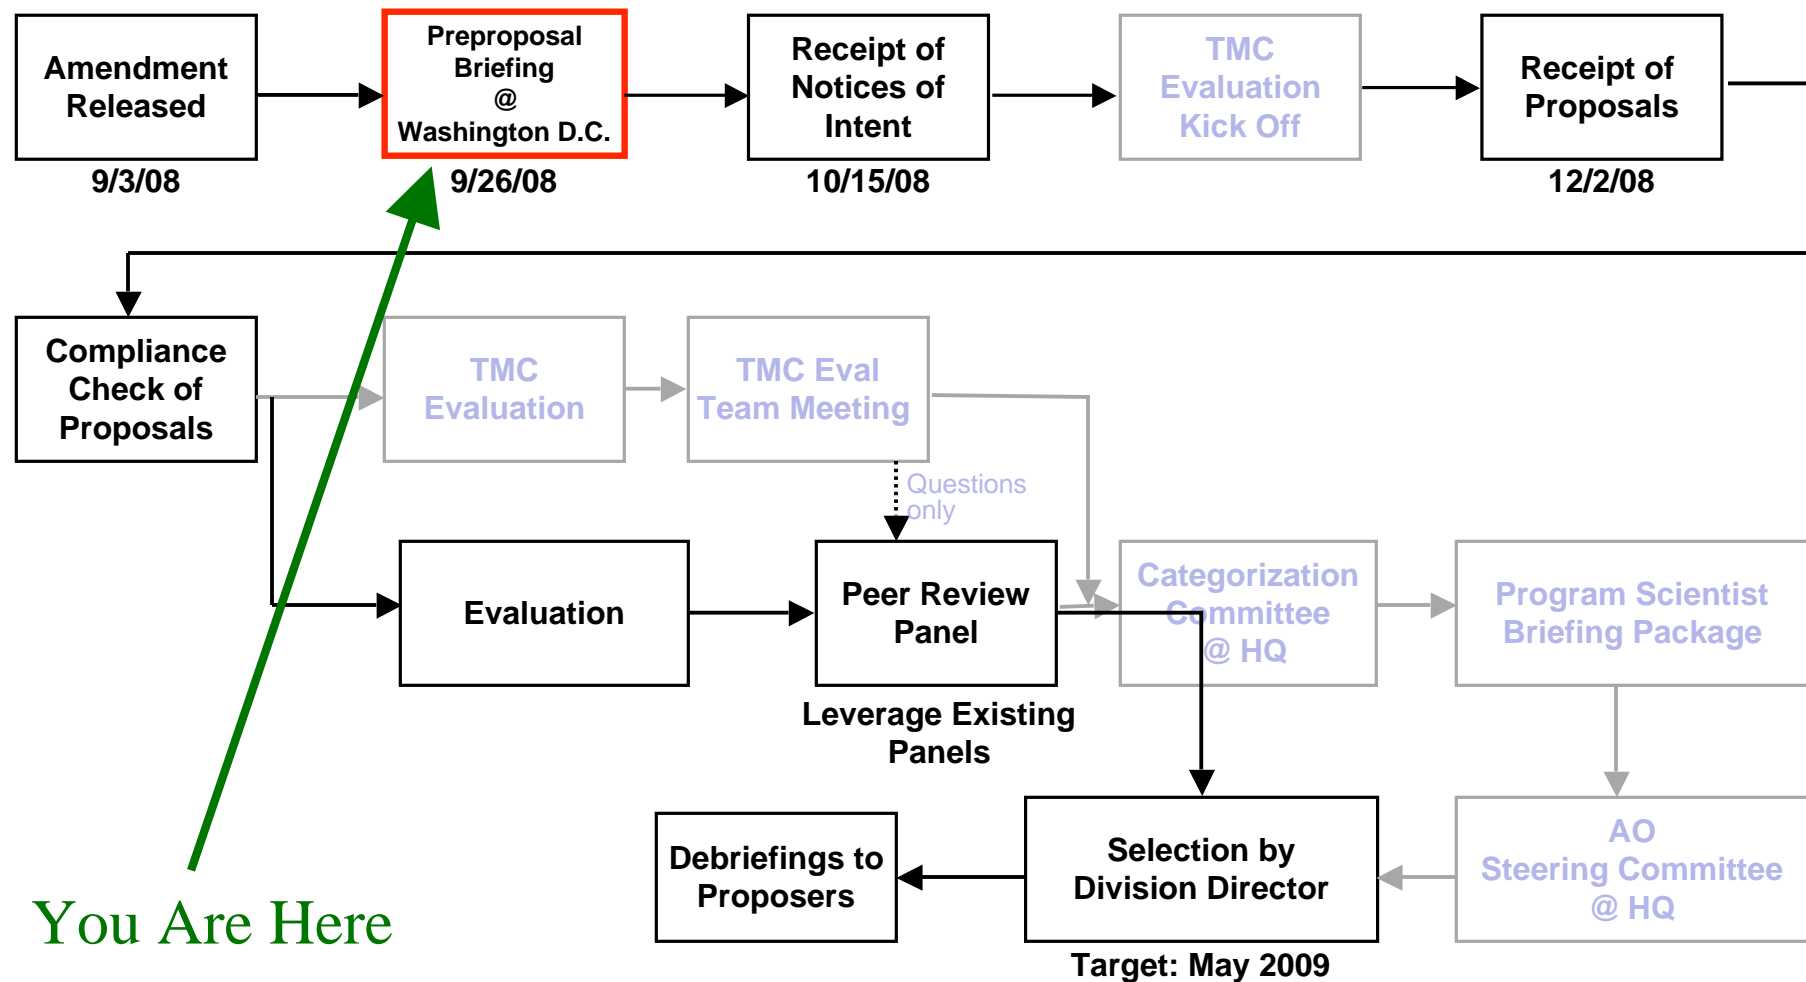 Amendment
Released
9/3/08
Preproposal
Briefing
@
Washington D.C.
9/26/08
Receipt of
Notices of
Intent
10/15/08
TMC
Evaluation
Kick Off
Receipt of
Proposals
12/2/08
Compliance
Check of
Proposals
TMC
Evaluation
TMC Eval
Team Meeting
Questions
only
Evaluation
Peer Review
Panel
Leverage Existing
Panels
Categorization
Committee
@ HQ
Program Scientist
Briefing Package
AO
Steering Committee
@ HQ
Selection by
Division Director
Target: May 2009
Debriefings to
Proposers
You Are Here